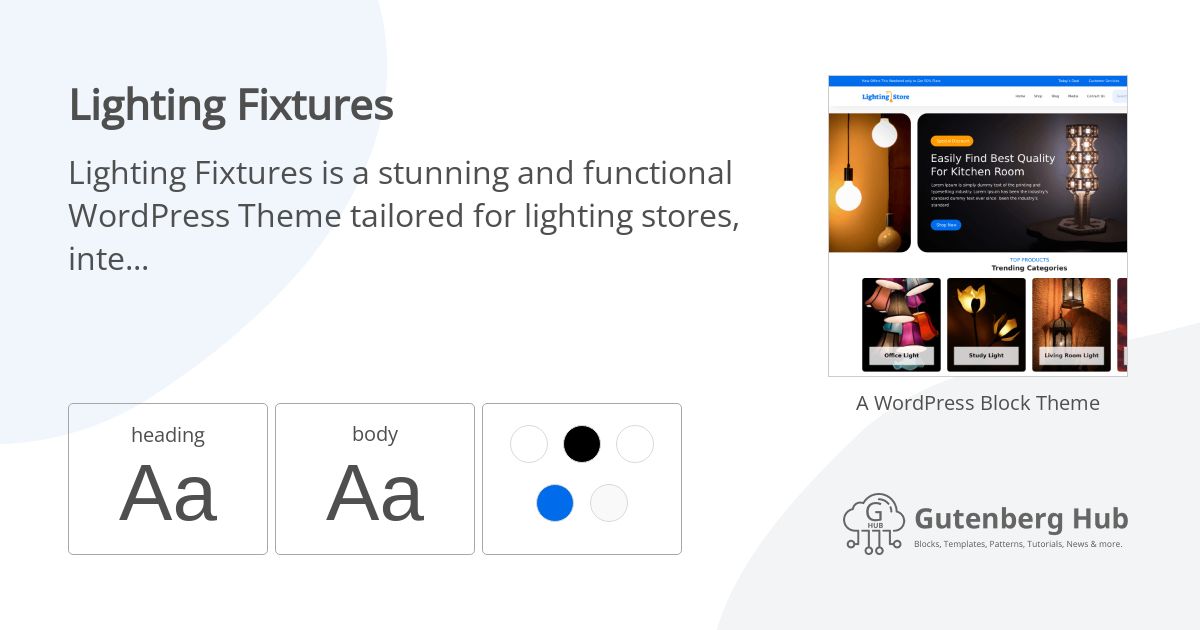 Lighting Fixtures
Lighting Fixtures is a stunning and functional
WordPress Theme tailored for lighting stores,
inte...
heading
Aa
body
Aa
New Offers This Weekend only to Get 50% Flate
Today's Deal
Customer Services
Lighting Store
Home
Shop
Blog
Media
Contact Us
Special Discount
Easily Find Best Quality
For Kitchen Room
Lorem Ipsum is simply dummy text of the printing and
typesetting industry. Lorem Ipsum has been the industry's
standard dummy text ever since. been the industry's
standard
Shop Now
TOP PRODUCTS
Trending Categories
Office Light
Study Light
Living Room Light
A WordPress Block Theme
G
HUB
Gutenberg Hub
Blocks, Templates, Patterns, Tutorials, News & more.